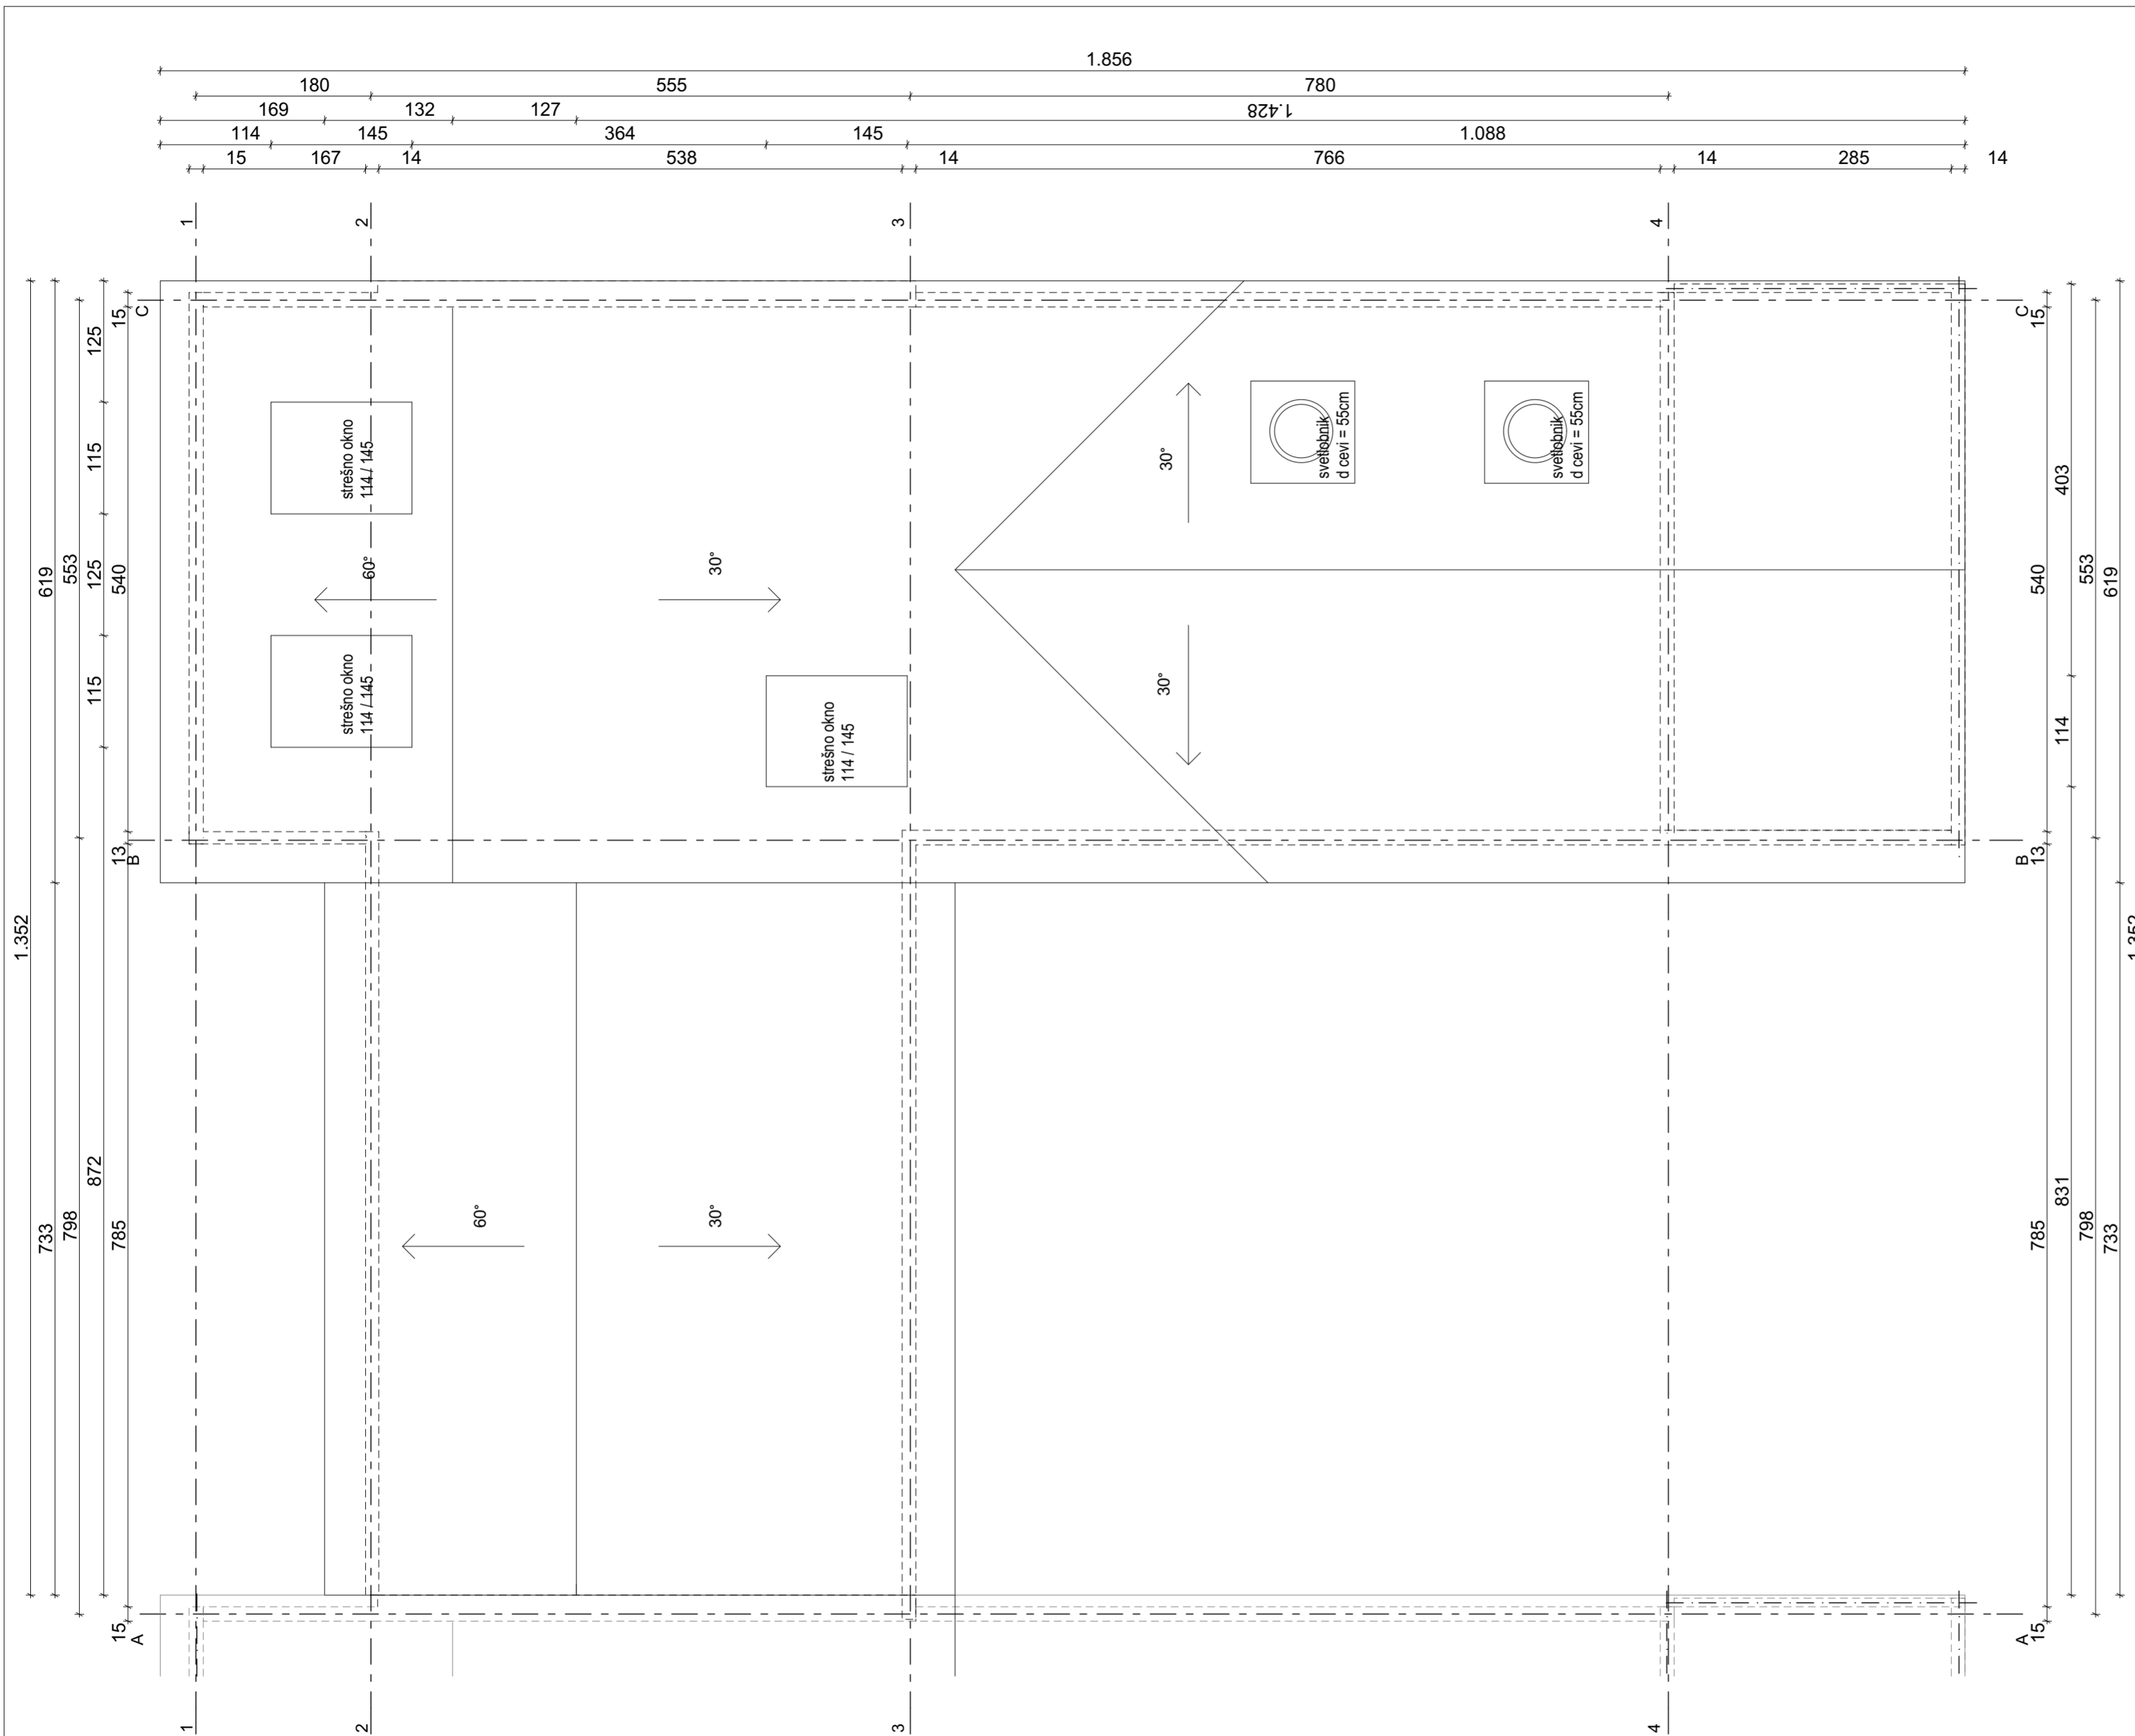 1.856
180 555 780
169 132 127 1.428
114 145 364 145 1.088
15 167 14 538 14 766 14 285 14
1 2 3 4
C
C
15
15
125
115
125
115
540
553
619
13
B
872
785
798
733
1.352
15
A
strešno okno
114 / 145
strešno okno
114 / 145
strešno okno
114 / 145
60°
30°
30°
30°
svetlobnik
d cevi = 55cm
svetlobnik
d cevi = 55cm
60°
30°
403
114
540
553
619
B
13
831
785
798
733
1.352
A
15
1 2 3 4